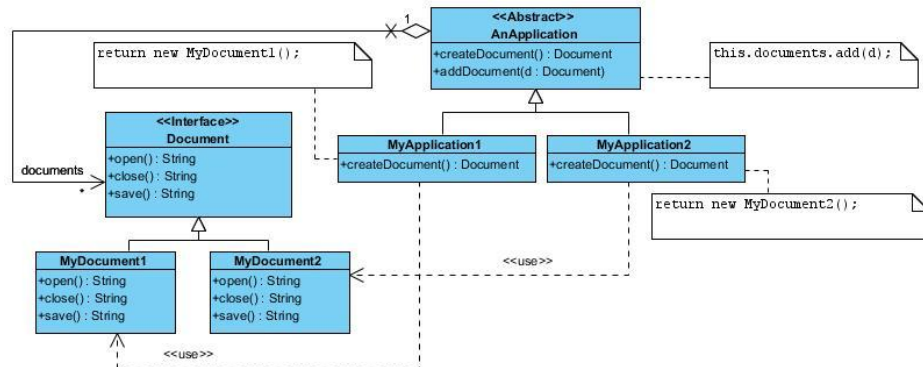 1
<<Abstract>>
AnApplication
+createDocument() : Document
+addDocument(d : Document)
return new MyDocument1();
this.documents.add(d);
<<Interface>>
Document
+open() : String
+close() : String
+save() : String
documents
*
MyApplication1
+createDocument() : Document
MyApplication2
+createDocument() : Document
return new MyDocument2();
MyDocument1
+open() : String
+close() : String
+save() : String
MyDocument2
+open() : String
+close() : String
+save() : String
<<use>>
<<use>>